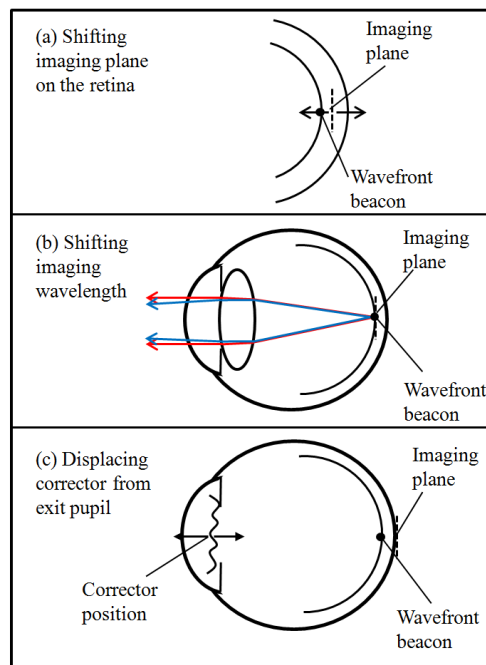 (a) Shifting
imaging plane
on the retina
Imaging
plane
Wavefront
beacon
(b) Shifting
imaging
wavelength
Imaging
plane
Wavefront
beacon
(c) Displacing
corrector from
exit pupil
Imaging
plane
Corrector
position
Wavefront
beacon